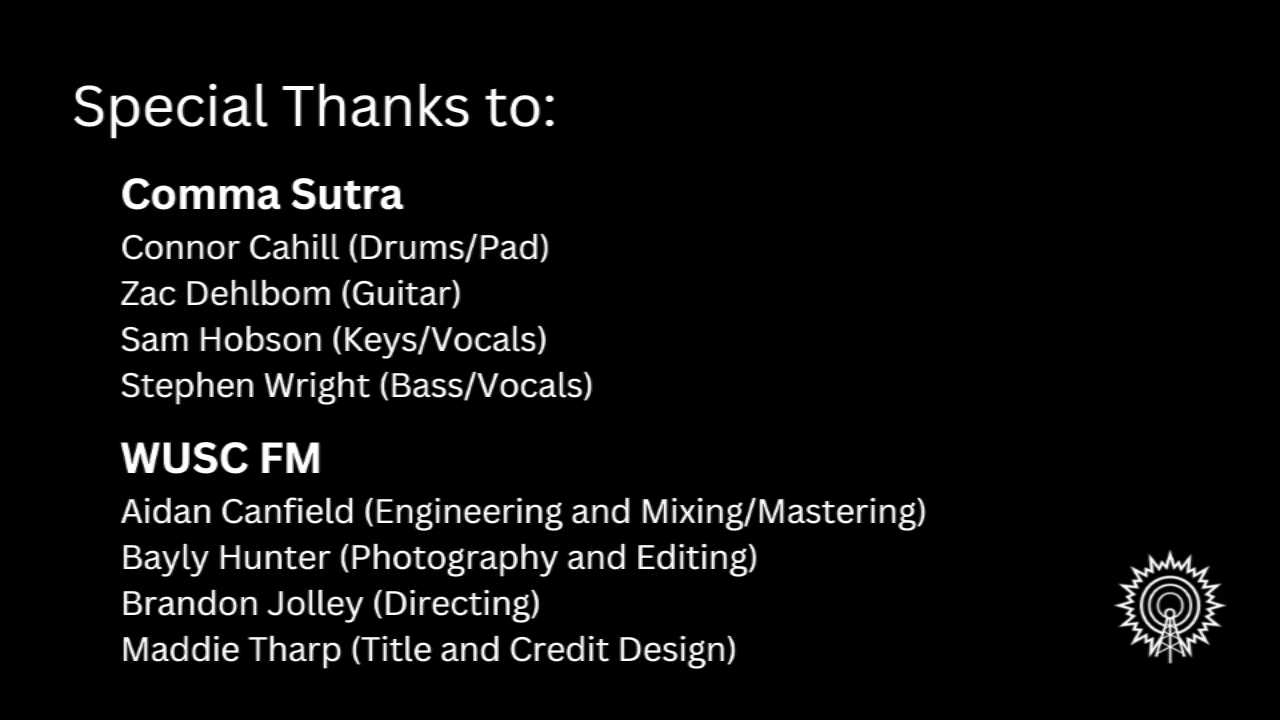 Special Thanks to:
Comma Sutra
Connor Cahill (Drums/Pad)
Zac Dehlbom (Guitar)
Sam Hobson (Keys/Vocals)
Stephen Wright (Bass/Vocals)
WUSC FM
Aidan Canfield (Engineering and Mixing/Mastering)
Bayly Hunter (Photography and Editing)
Brandon Jolley (Directing)
Maddie Tharp (Title and Credit Design)